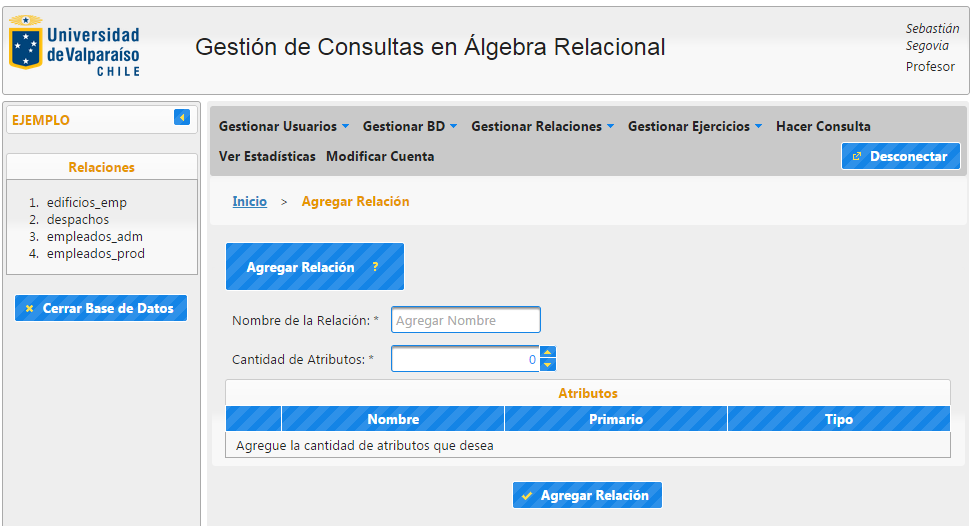 Universidad
de Valparaíso
CHILE
Gestión de Consultas en Álgebra Relacional
Sebastián
Segovia
Profesor
EJEMPLO
Relaciones
1. edificios_emp
2. despachos
3. empleados_adm
4. empleados_prod
Cerrar Base de Datos
Gestionar Usuarios Gestionar BD Gestionar Relaciones Gestionar Ejercicios Hacer Consulta
Ver Estadísticas Modificar Cuenta
Desconectar
Inicio > Agregar Relación
Agregar Relación ?
Nombre de la Relación: * Agregar Nombre
Cantidad de Atributos: * 0
Atributos
Nombre Primario Tipo
Agregue la cantidad de atributos que desea
Agregar Relación